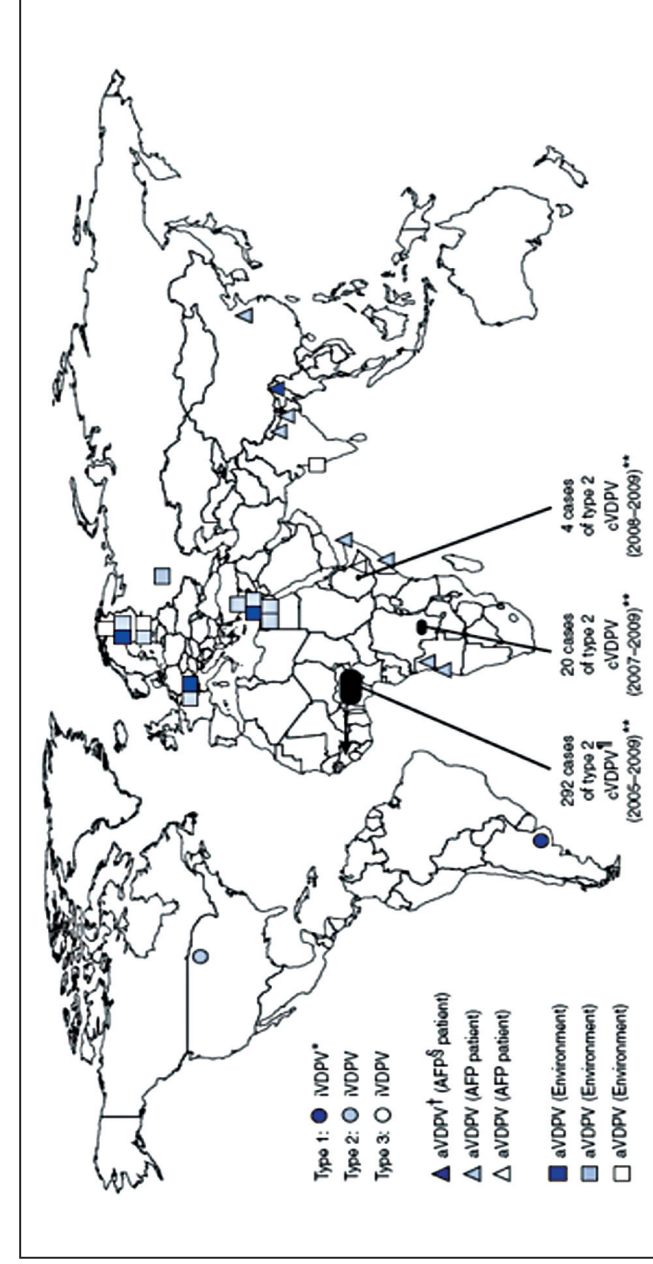 Type 1: iVDPV*
Type 2: iVDPV
Type 3: iVDPV
aVDPV† (AFP§ patient)
aVDPV (AFP patient)
aVDPV (AFP patient)
aVDPV (Environment)
aVDPV (Environment)
aVDPV (Environment)
292 cases
of type 2
cVDPV¶
(2005–2009)**
20 cases
of type 2
cVDPV
(2007–2009)**
4 cases
of type 2
cVDPV
(2008–2009)**